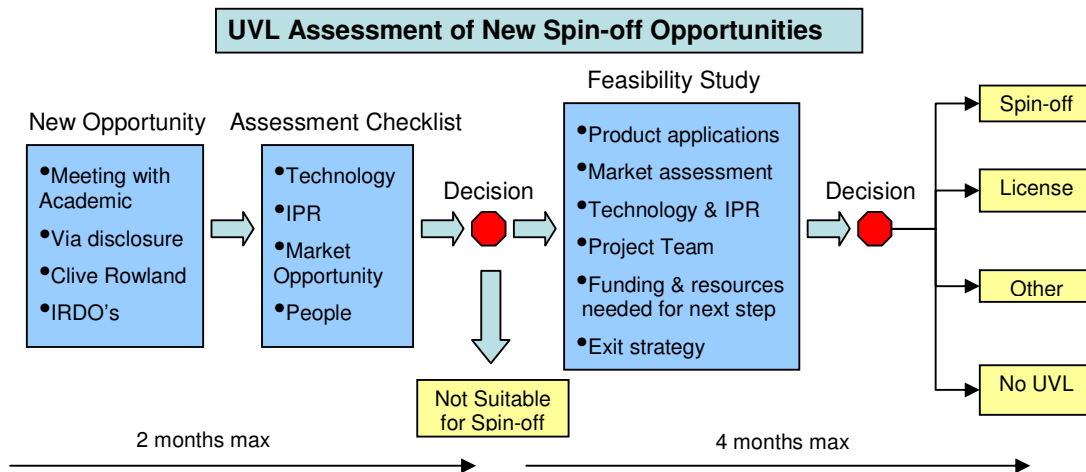 UVL Assessment of New Spin-off Opportunities
New Opportunity
•Meeting with
Academic
•Via disclosure
•Clive Rowland
•IRDO's
Assessment Checklist
•Technology
•IPR
•Market
Opportunity
•People
Decision
Not Suitable
for Spin-off
Feasibility Study
•Product applications
•Market assessment
•Technology & IPR
•Project Team
•Funding & resources
needed for next step
•Exit strategy
Decision
Spin-off
License
Other
No UVL
2 months max
4 months max